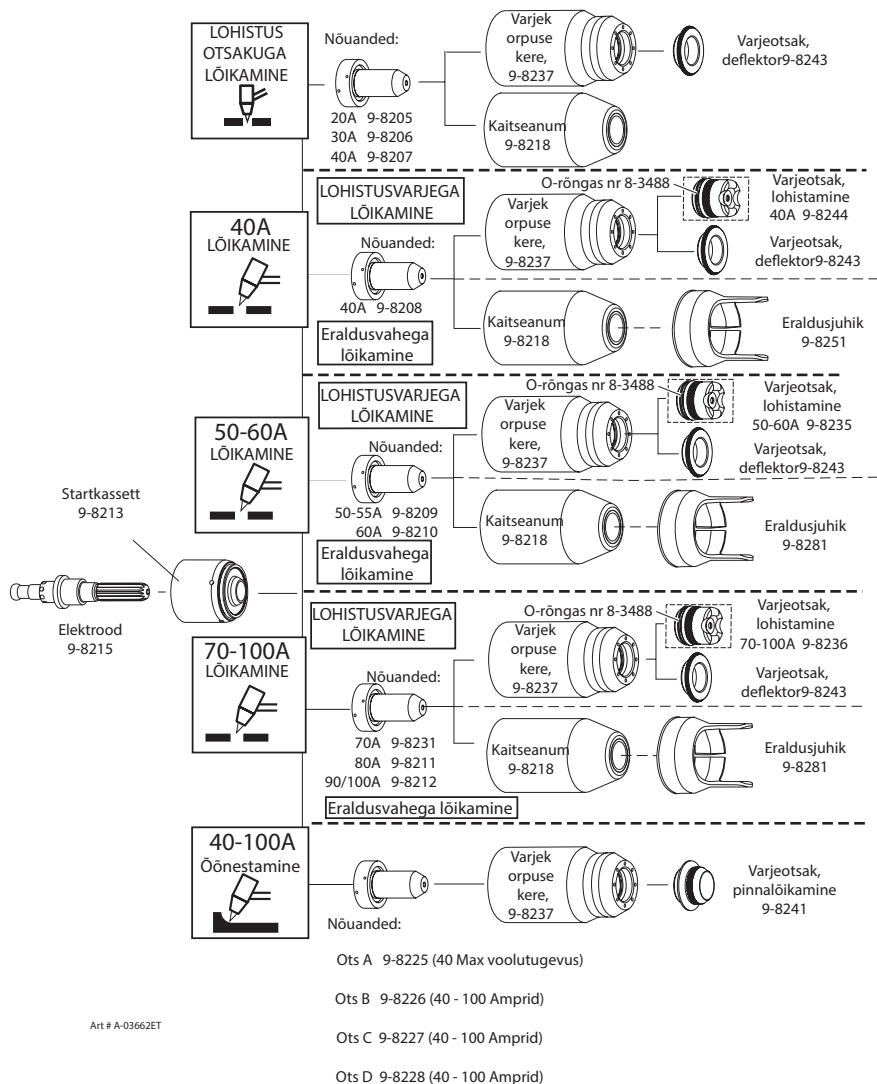 LOHISTUS
OTSAKUGA
LÕIKAMINE
Nõuanded:
20A 9-8205
30A 9-8206
40A 9-8207
Varjek
orpuse
kere,
9-8237
Varjeotsak,
deflektor9-8243
Kaitseanum
9-8218
40A
LÕIKAMINE
LOHISTUSVARJEGA
LÕIKAMINE
Nõuanded:
40A 9-8208
Eraldusvahega
lõikamine
Varjek
orpuse
kere,
9-8237
O-rõngas nr 8-3488
Varjeotsak,
lohistamine
40A 9-8244
Varjeotsak,
deflektor9-8243
Kaitseanum
9-8218
Eraldusjuhik
9-8251
50-60A
LÕIKAMINE
LOHISTUSVARJEGA
LÕIKAMINE
Nõuanded:
50-55A 9-8209
60A 9-8210
Eraldusvahega
lõikamine
Varjek
orpuse
kere,
9-8237
O-rõngas nr 8-3488
Varjeotsak,
lohistamine
50-60A 9-8235
Varjeotsak,
deflektor9-8243
Kaitseanum
9-8218
Eraldusjuhik
9-8281
Startkassett
9-8213
Elektrood
9-8215
70-100A
LÕIKAMINE
LOHISTUSVARJEGA
LÕIKAMINE
Nõuanded:
70A 9-8231
80A 9-8211
90/100A 9-8212
Eraldusvahega lõikamine
Varjek
orpuse
kere,
9-8237
O-rõngas nr 8-3488
Varjeotsak,
lohistamine
70-100A 9-8236
Varjeotsak,
deflektor9-8243
Kaitseanum
9-8218
Eraldusjuhik
9-8281
40-100A
Õõnestamine
Nõuanded:
Varjek
orpuse
kere,
9-8237
Varjeotsak,
pinnalõikamine
9-8241
Ots A 9-8225 (40 Max voolutugevus)
Ots B 9-8226 (40 - 100 Amprid)
Ots C 9-8227 (40 - 100 Amprid)
Ots D 9-8228 (40 - 100 Amprid)
Art # A-03662ET